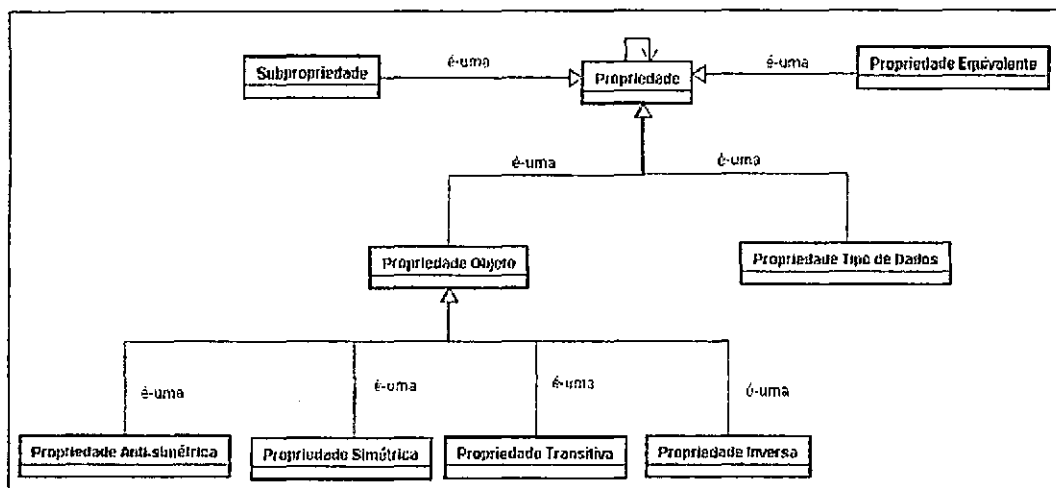 Subpropriedade
é-uma
Propriedade
é-uma
Propriedade Equivalente
é-uma
é-uma
Propriedade Objeto
Propriedade Tipo de Dados
é-uma
é-uma
é-uma
é-uma
Propriedade Anti-simétrica
Propriedade Simétrica
Propriedade Transitiva
Propriedade Inversa